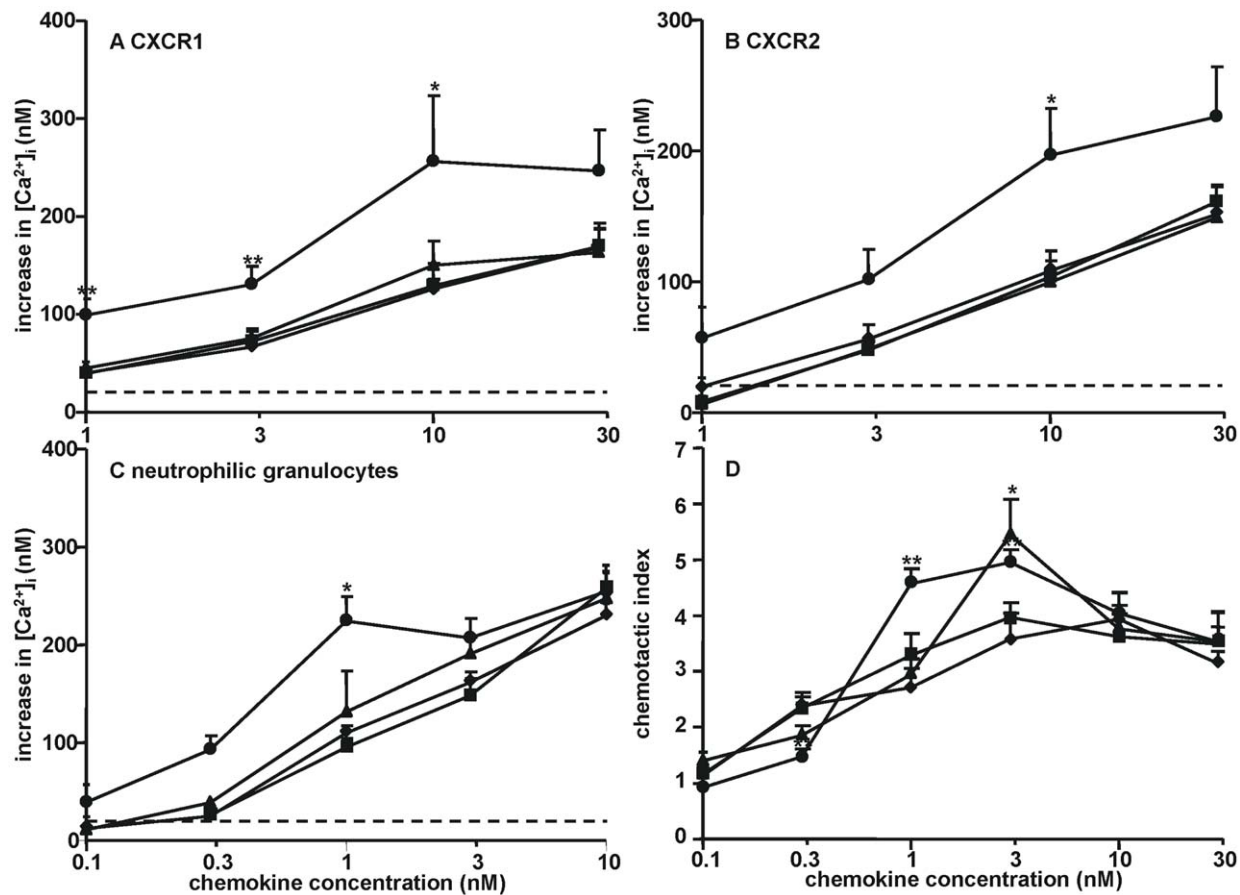 A CXCR1
400
300
200
100
0
increase in [Ca²⁺]ᵢ (nM)
**
**
*
1 3 10 30
B CXCR2
300
200
100
0
increase in [Ca²⁺]ᵢ (nM)
*
1 3 10 30
C neutrophilic granulocytes
400
300
200
100
0
increase in [Ca²⁺]ᵢ (nM)
*
0.1 0.3 1 3 10
chemokine concentration (nM)
D
7
6
5
4
3
2
1
0
chemotactic index
**
**
*
**
0.1 0.3 1 3 10 30
chemokine concentration (nM)